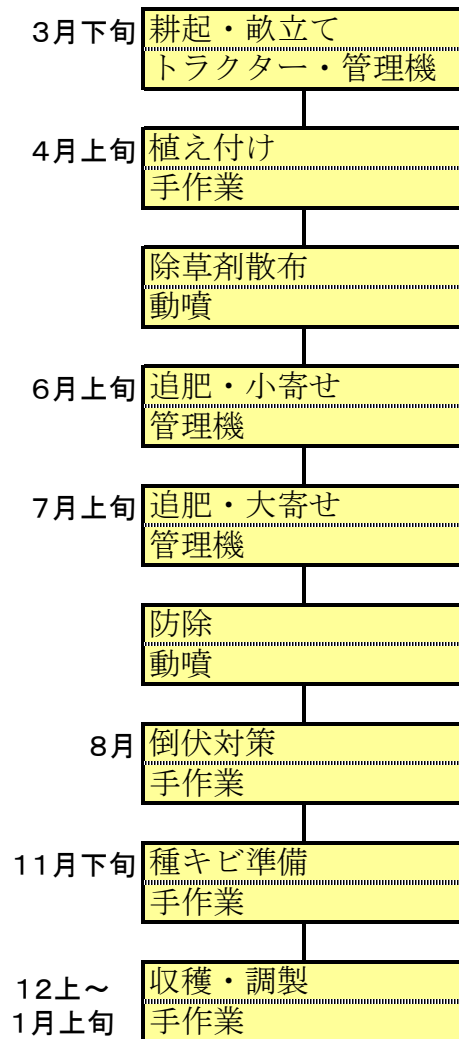 3月下旬
耕起・畝立て
トラクター・管理機
4月上旬
植え付け
手作業
除草剤散布
動噴
6月上旬
追肥・小寄せ
管理機
7月上旬
追肥・大寄せ
管理機
防除
動噴
8月
倒伏対策
手作業
11月下旬
種キビ準備
手作業
12上～
1月上旬
収穫・調製
手作業